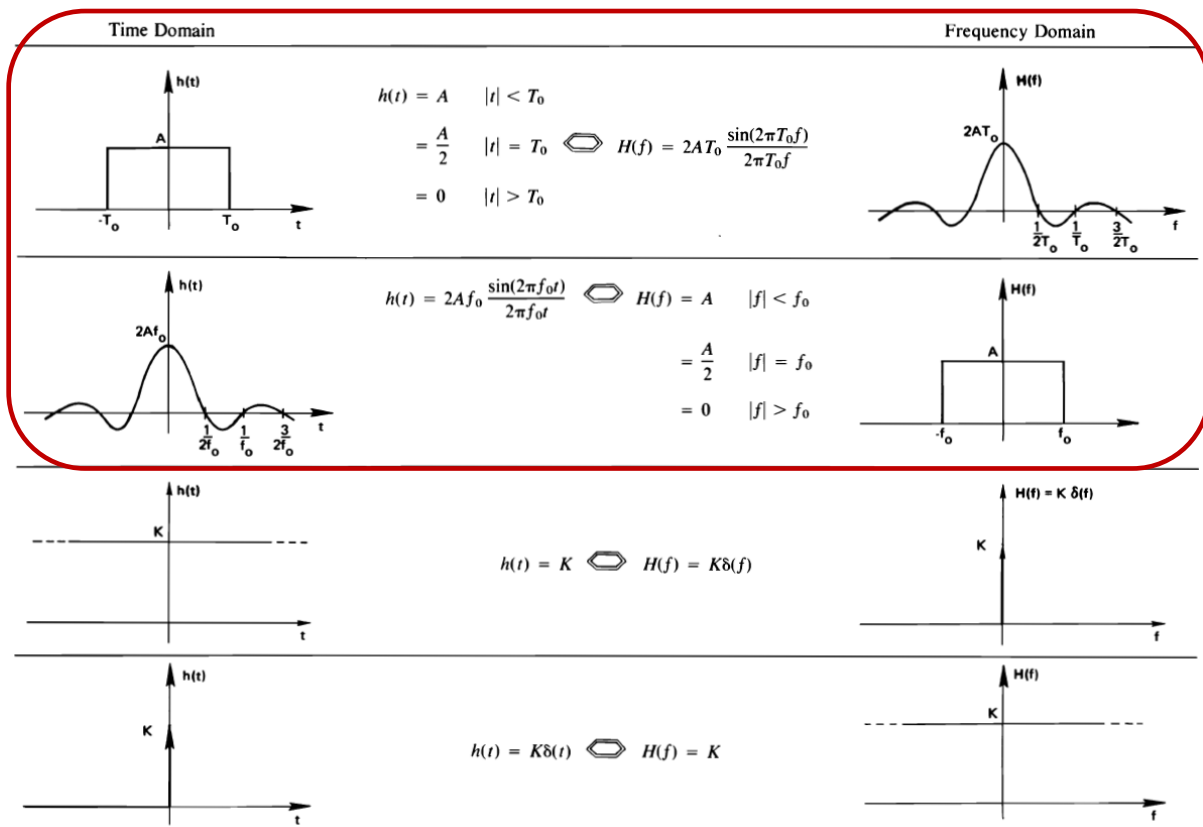 Time Domain Frequency Domain
h(t)
A
-T₀ T₀ t
h(t) = A |t| < T₀
= A/2 |t| = T₀ H(f) = 2AT₀ sin(2πT₀f)/2πT₀f
= 0 |t| > T₀
H(f)
2AT₀
1/2T₀ 1/T₀ 3/2T₀ f
h(t)
2Af₀
1/2f₀ 1/f₀ 3/2f₀ t
h(t) = 2Af₀ sin(2πf₀t)/2πf₀t H(f) = A |f| < f₀
= A/2 |f| = f₀
= 0 |f| > f₀
H(f)
A
-f₀ f₀
h(t)
K
t
h(t) = K H(f) = Kδ(f)
H(f) = K δ(f)
K
f
h(t)
K
t
h(t) = Kδ(t) H(f) = K
H(f)
K
f